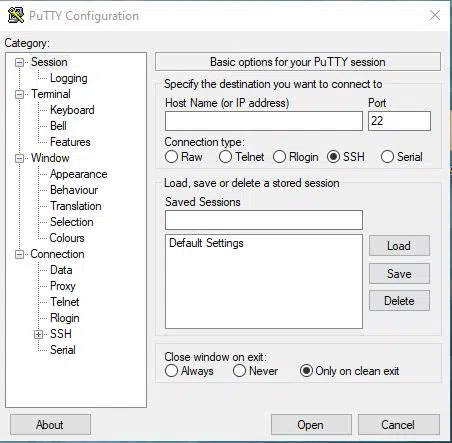 PuTTY Configuration
Category:
Session
Logging
Terminal
Keyboard
Bell
Features
Window
Appearance
Behaviour
Translation
Selection
Colours
Connection
Data
Proxy
Telnet
Rlogin
SSH
Serial
Basic options for your PuTTY session
Specify the destination you want to connect to
Host Name (or IP address) Port
22
Connection type:
Raw Telnet Rlogin SSH Serial
Load, save or delete a stored session
Saved Sessions
Default Settings
Load
Save
Delete
Close window on exit:
Always Never Only on clean exit
About Open Cancel